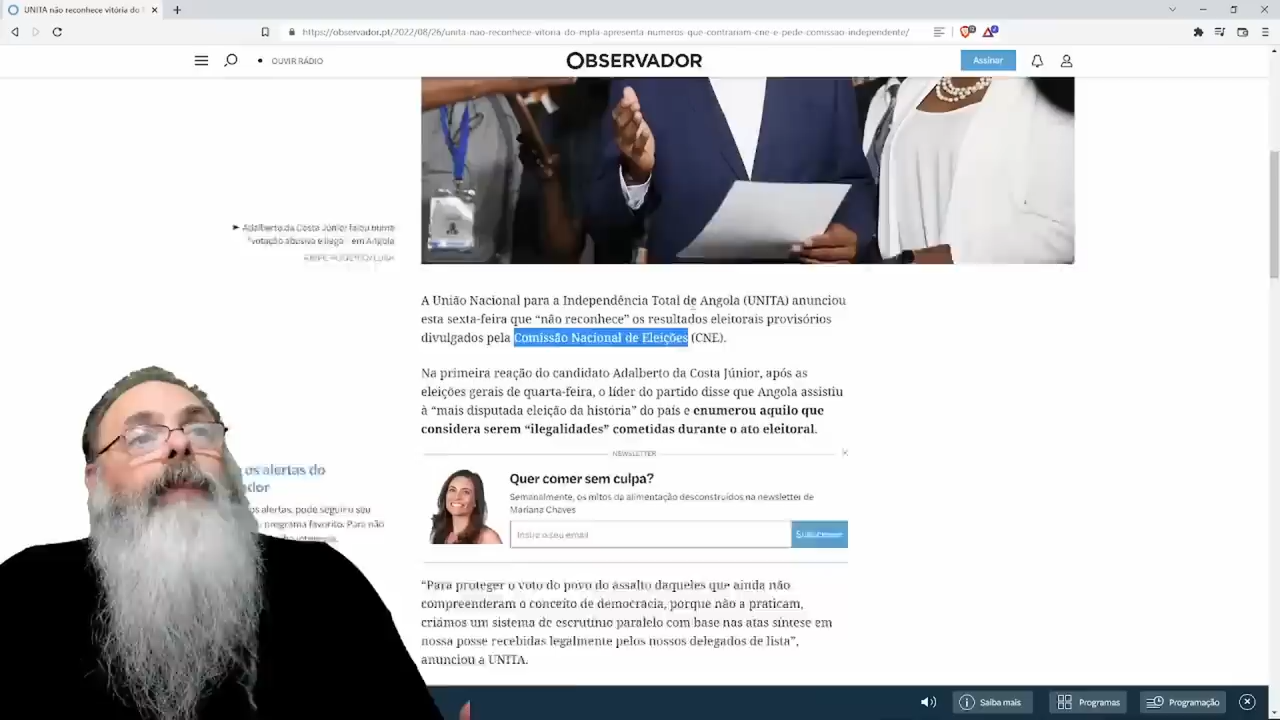 UNITA não reconhece vitória do
https://observador.pt/2022/08/26/unita-nao-reconhece-vitoria-do-mpla-apresenta-numeros-que-contrariam-cne-e-pede-comissao-independente/
OUVIR RÁDIO
OBSERVADOR
Assinar
Adalberto da Costa Júnior falou numa
"votação abusiva e ilegal" em Angola
A União Nacional para a Independência Total de Angola (UNITA) anunciou
esta sexta-feira que “não reconhece” os resultados eleitorais provisórios
divulgados pela Comissão Nacional de Eleições (CNE).
Na primeira reação do candidato Adalberto da Costa Júnior, após as
eleições gerais de quarta-feira, o líder do partido disse que Angola assistiu
à “mais disputada eleição da história” do país e enumerou aquilo que
considera serem “ilegalidades” cometidas durante o ato eleitoral.
NEWSLETTER
Quer comer sem culpa?
Semanalmente, os mitos da alimentação desconstruídos na newsletter de
Mariana Chaves
Insira o seu email
Subscrever
os alertas do
dor
os alertas, pode seguir o seu
programa favorito. Para não
“Para proteger o voto do povo do assalto daqueles que ainda não
compreenderam o conceito de democracia, porque não a praticam,
criámos um sistema de escrutínio paralelo com base nas atas síntese em
nossa posse recebidas legalmente pelos nossos delegados de lista”,
anunciou a UNITA.
Saiba mais
Programas
Programação